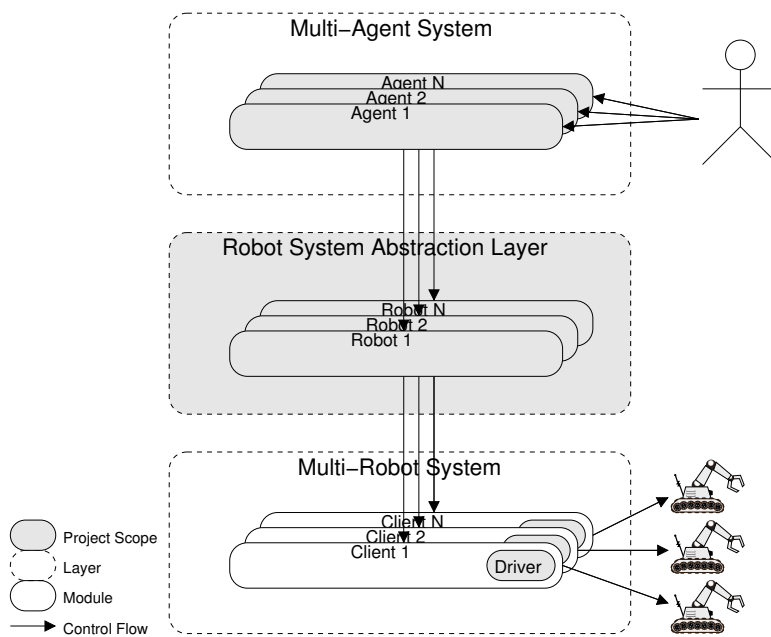 Multi−Agent System
Agent N
Agent 2
Agent 1
Robot System Abstraction Layer
Robot N
Robot 2
Robot 1
Multi−Robot System
Client N
Client 2
Client 1
Driver
Project Scope
Layer
Module
Control Flow